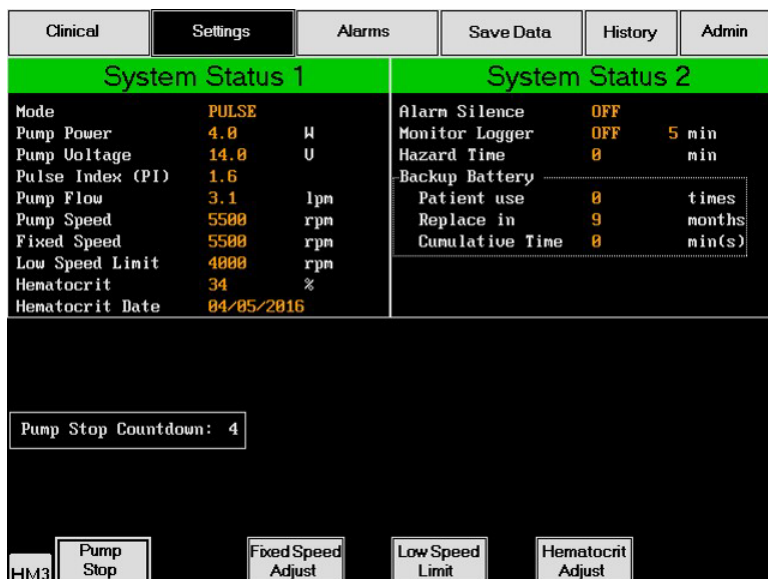 Clinical Settings Alarms Save Data History Admin
System Status 1
Mode PULSE
Pump Power 4.0 W
Pump Voltage 14.0 V
Pulse Index (PI) 1.6
Pump Flow 3.1 lpm
Pump Speed 5500 rpm
Fixed Speed 5500 rpm
Low Speed Limit 4000 rpm
Hematocrit 34 %
Hematocrit Date 04/05/2016
System Status 2
Alarm Silence OFF
Monitor Logger OFF 5 min
Hazard Time 0 min
Backup Battery
Patient use 0 times
Replace in 9 months
Cumulative Time 0 min(s)
Pump Stop Countdown: 4
HM3
Pump
Stop
Fixed Speed
Adjust
Low Speed
Limit
Hematocrit
Adjust